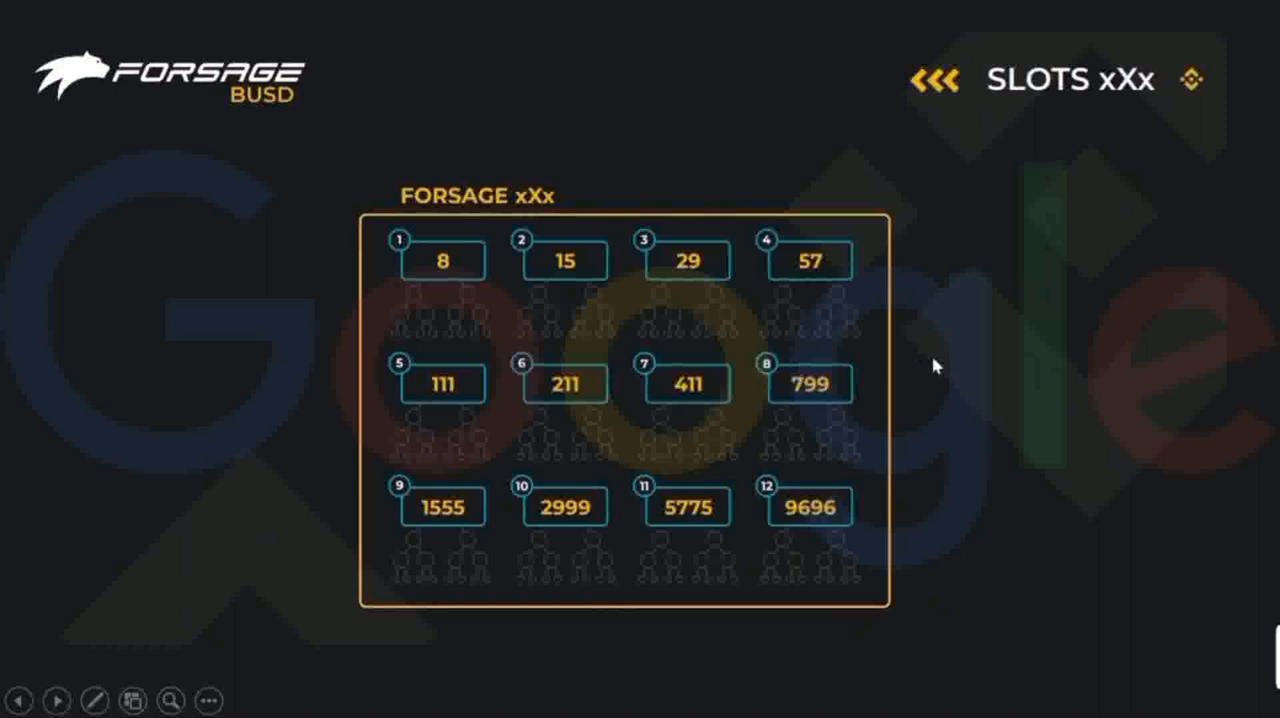 FORSAGE
BUSD
SLOTS xXx
FORSAGE xXx
1 2 3 4
8 15 29 57
5 6 7 8
111 211 411 799
9 10 11 12
1555 2999 5775 9696
Google